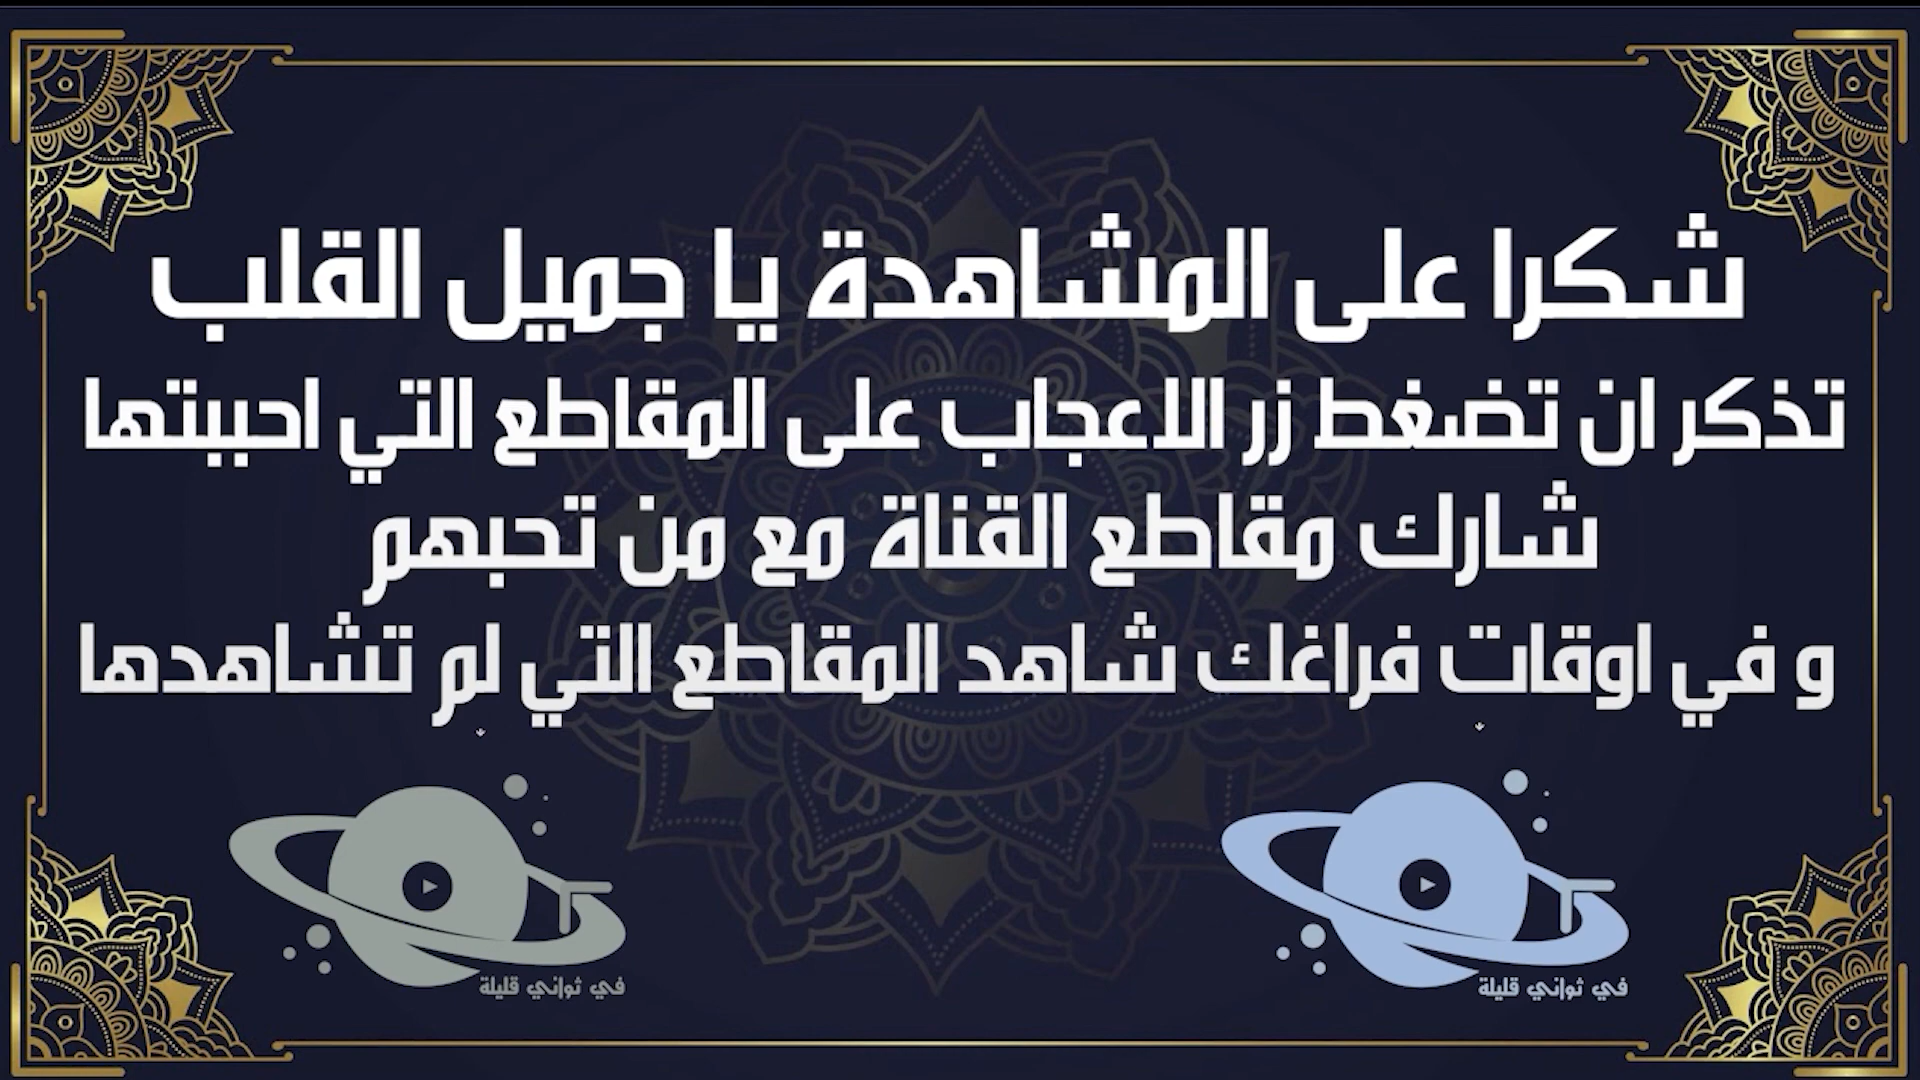 شكرا على المشاهدة يا جميل القلب
تذكر ان تضغط زر الاعجاب على المقاطع التي احببتها
شارك مقاطع القناة مع من تحبهم
و في اوقات فراغك شاهد المقاطع التي لم تشاهدها
في ثواني قليلة
في ثواني قليلة